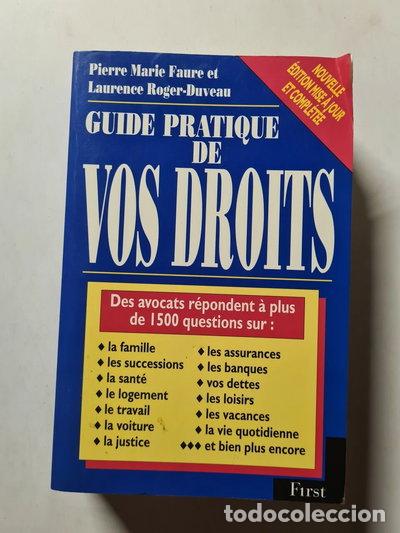 Pierre Marie Faure et
Laurence Roger-Duveau
NOUVELLE
ÉDITION MISE À JOUR
ET COMPLÉTÉE
GUIDE PRATIQUE
DE
VOS DROITS
Des avocats répondent à plus
de 1500 questions sur :
♦ la famille
♦ les successions
♦ la santé
♦ le logement
♦ le travail
♦ la voiture
♦ la justice
♦ les assurances
♦ les banques
♦ vos dettes
♦ les loisirs
♦ les vacances
♦ la vie quotidienne
♦♦♦ et bien plus encore
First
todocoleccion.net